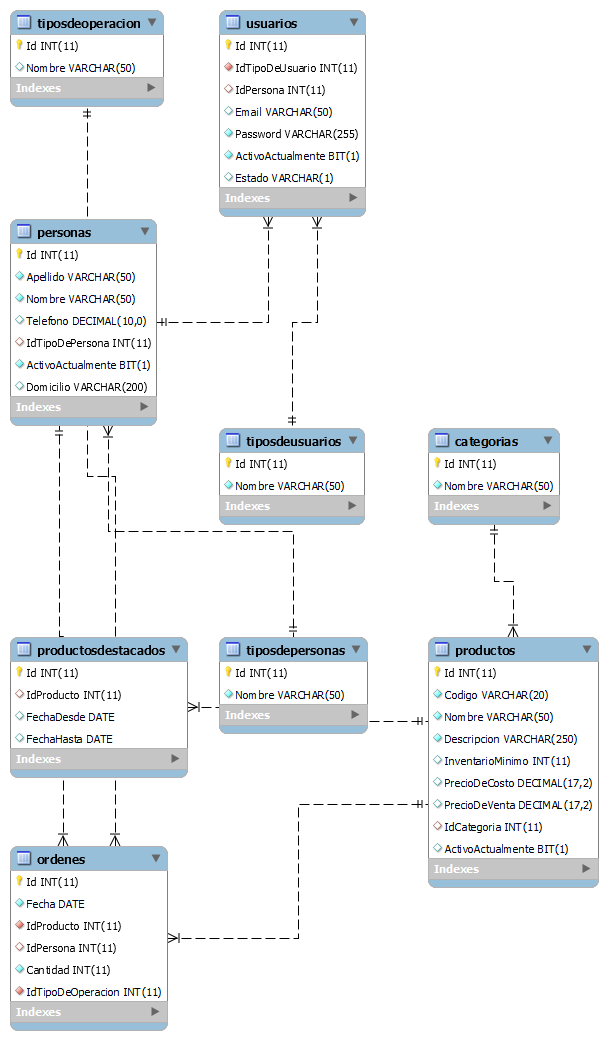 tiposdeoperacion
Id INT(11)
Nombre VARCHAR(50)
Indexes
usuarios
Id INT(11)
IdTipoDeUsuario INT(11)
IdPersona INT(11)
Email VARCHAR(50)
Password VARCHAR(255)
ActivoActualmente BIT(1)
Estado VARCHAR(1)
Indexes
personas
Id INT(11)
Apellido VARCHAR(50)
Nombre VARCHAR(50)
Telefono DECIMAL(10,0)
IdTipoDePersona INT(11)
ActivoActualmente BIT(1)
Domicilio VARCHAR(200)
Indexes
tiposdeusuarios
Id INT(11)
Nombre VARCHAR(50)
Indexes
categorias
Id INT(11)
Nombre VARCHAR(50)
Indexes
productosdestacados
Id INT(11)
IdProducto INT(11)
FechaDesde DATE
FechaHasta DATE
Indexes
tiposdepersonas
Id INT(11)
Nombre VARCHAR(50)
Indexes
productos
Id INT(11)
Codigo VARCHAR(20)
Nombre VARCHAR(50)
Descripcion VARCHAR(250)
InventarioMinimo INT(11)
PrecioDeCosto DECIMAL(17,2)
PrecioDeVenta DECIMAL(17,2)
IdCategoria INT(11)
ActivoActualmente BIT(1)
Indexes
ordenes
Id INT(11)
Fecha DATE
IdProducto INT(11)
IdPersona INT(11)
Cantidad INT(11)
IdTipoDeOperacion INT(11)
Indexes